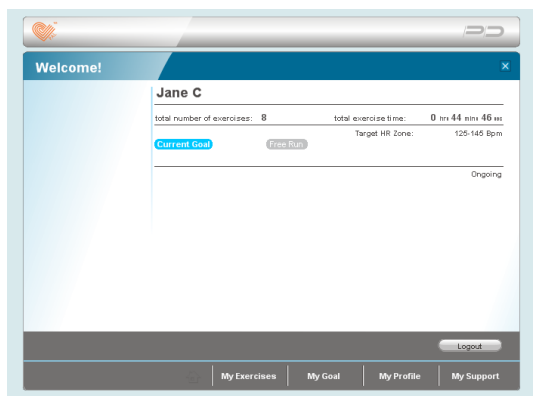 Welcome!
×
Jane C
total number of exercises: 8 total exercise time: 0 hrs 44 mins 46 secs
Target HR Zone: 125-145 Bpm
Current Goal Free Run
Ongoing
Logout
My Exercises My Goal My Profile My Support